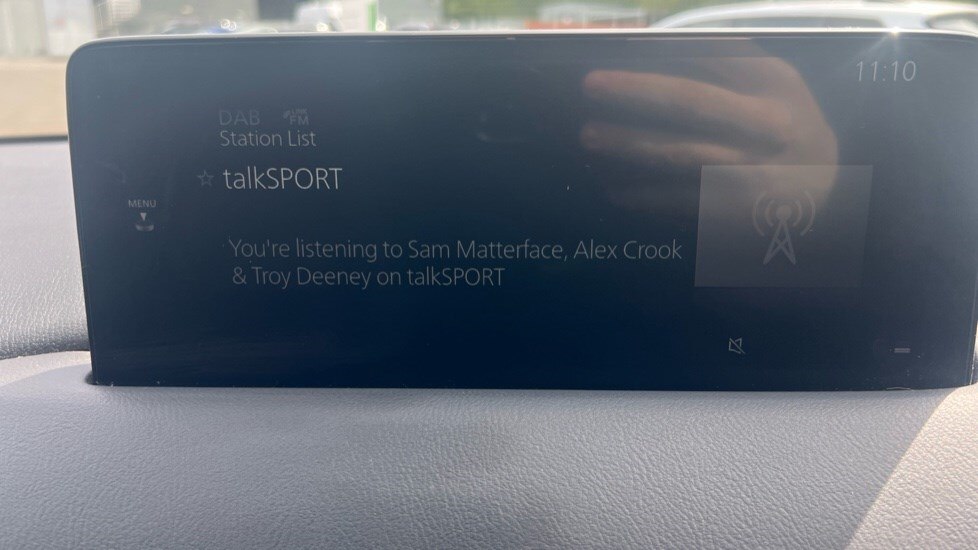 11:10
DAB FM
Station List
talkSPORT
MENU
You're listening to Sam Matterface, Alex Crook
& Troy Deeney on talkSPORT